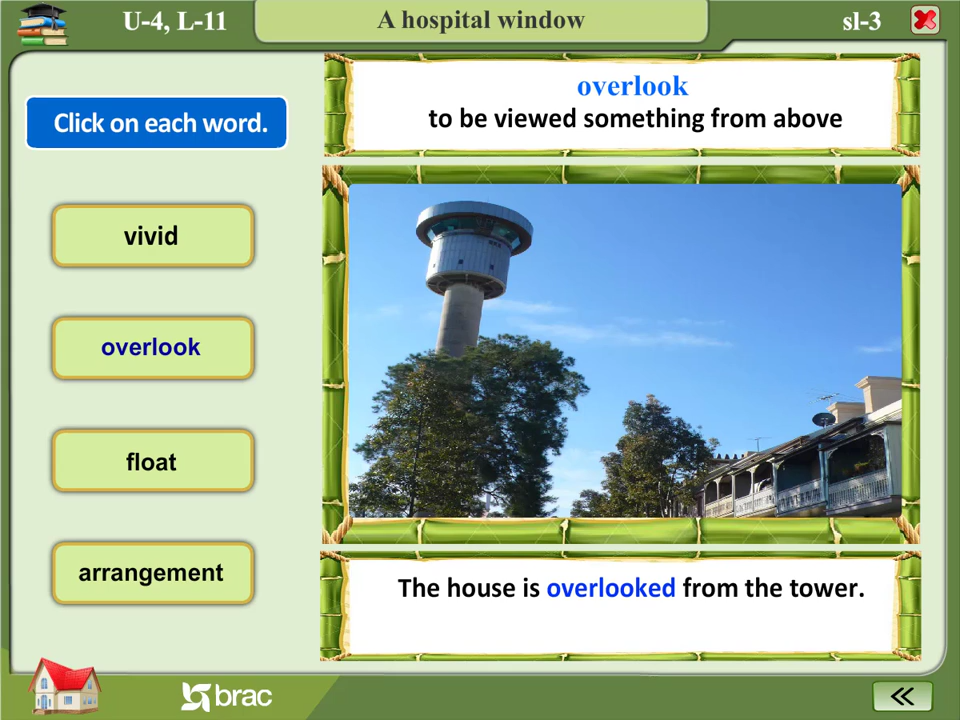 U-4, L-11
A hospital window
sl-3
Click on each word.
vivid
overlook
float
arrangement
overlook
to be viewed something from above
The house is overlooked from the tower.
brac